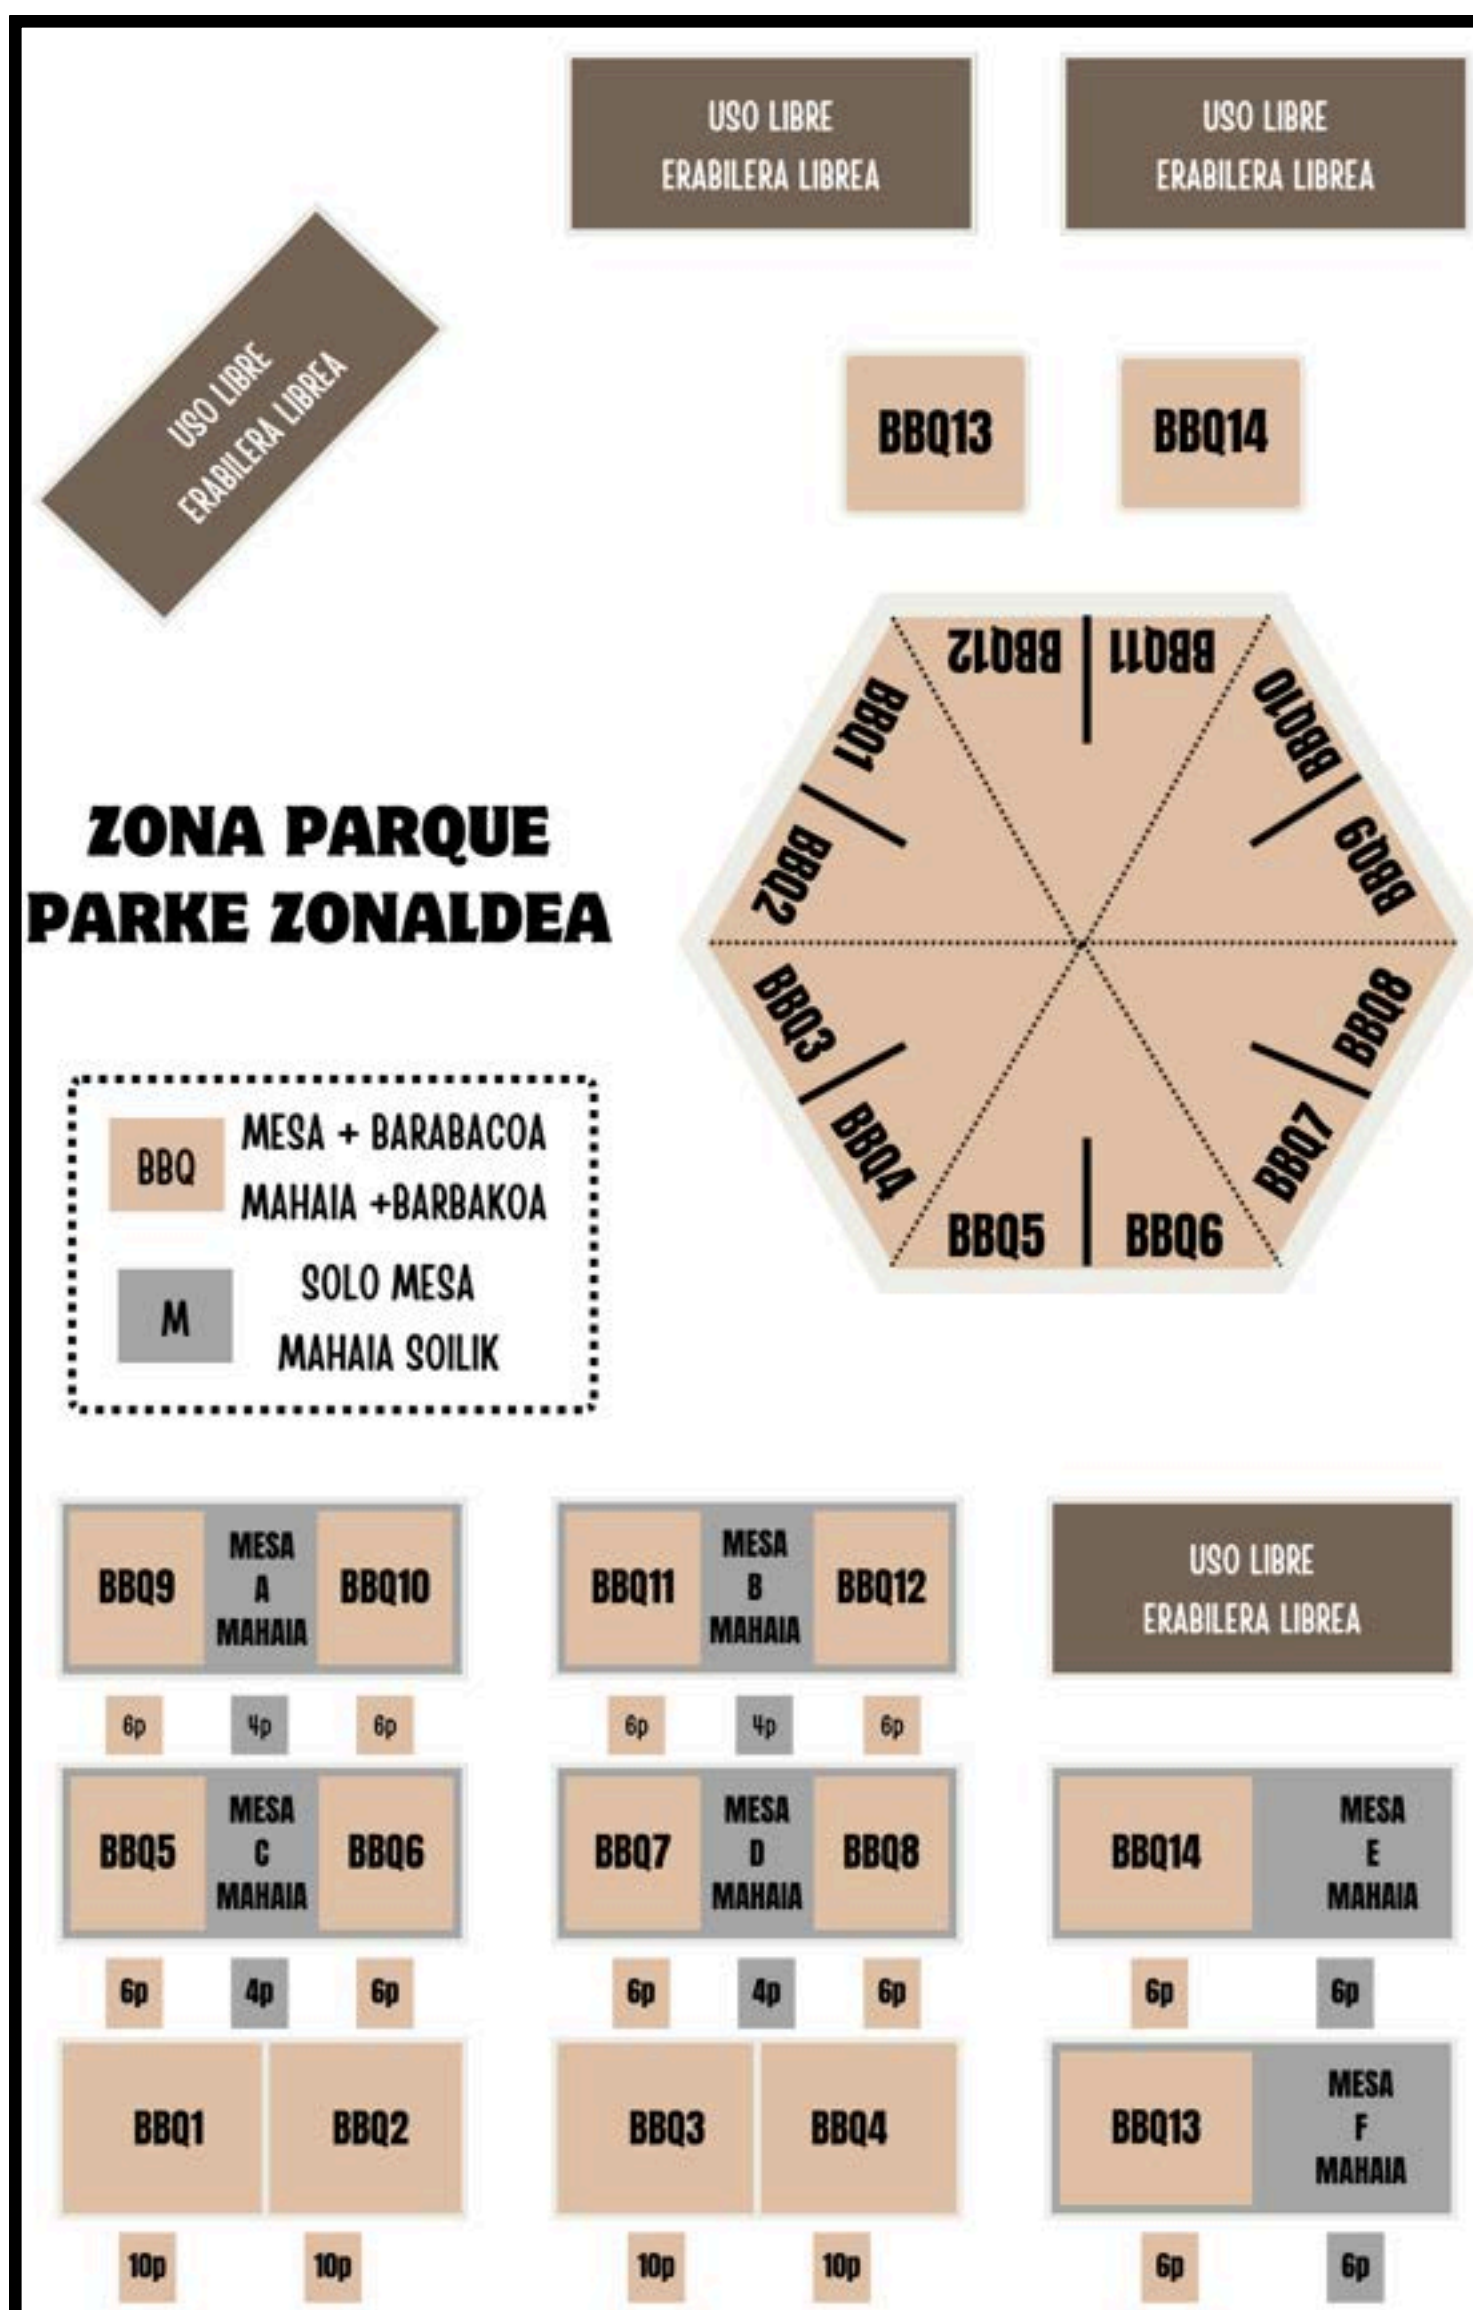 USO LIBRE
ERABILERA LIBREA
USO LIBRE
ERABILERA LIBREA
USO LIBRE
ERABILERA LIBREA
BBQ13
BBQ14
BBQ12
BBQ11
BBQ1
BBQ10
BBQ2
BBQ9
BBQ3
BBQ8
BBQ4
BBQ7
BBQ5
BBQ6
ZONA PARQUE
PARKE ZONALDEA
BBQ
MESA + BARABACOA
MAHAIA +BARBAKOA
M
SOLO MESA
MAHAIA SOILIK
BBQ9
MESA
A
MAHAIA
BBQ10
BBQ11
MESA
B
MAHAIA
BBQ12
USO LIBRE
ERABILERA LIBREA
6p
4p
6p
6p
4p
6p
BBQ5
MESA
C
MAHAIA
BBQ6
BBQ7
MESA
D
MAHAIA
BBQ8
BBQ14
MESA
E
MAHAIA
6p
4p
6p
6p
4p
6p
6p
6p
BBQ1
BBQ2
BBQ3
BBQ4
BBQ13
MESA
F
MAHAIA
10p
10p
10p
10p
6p
6p